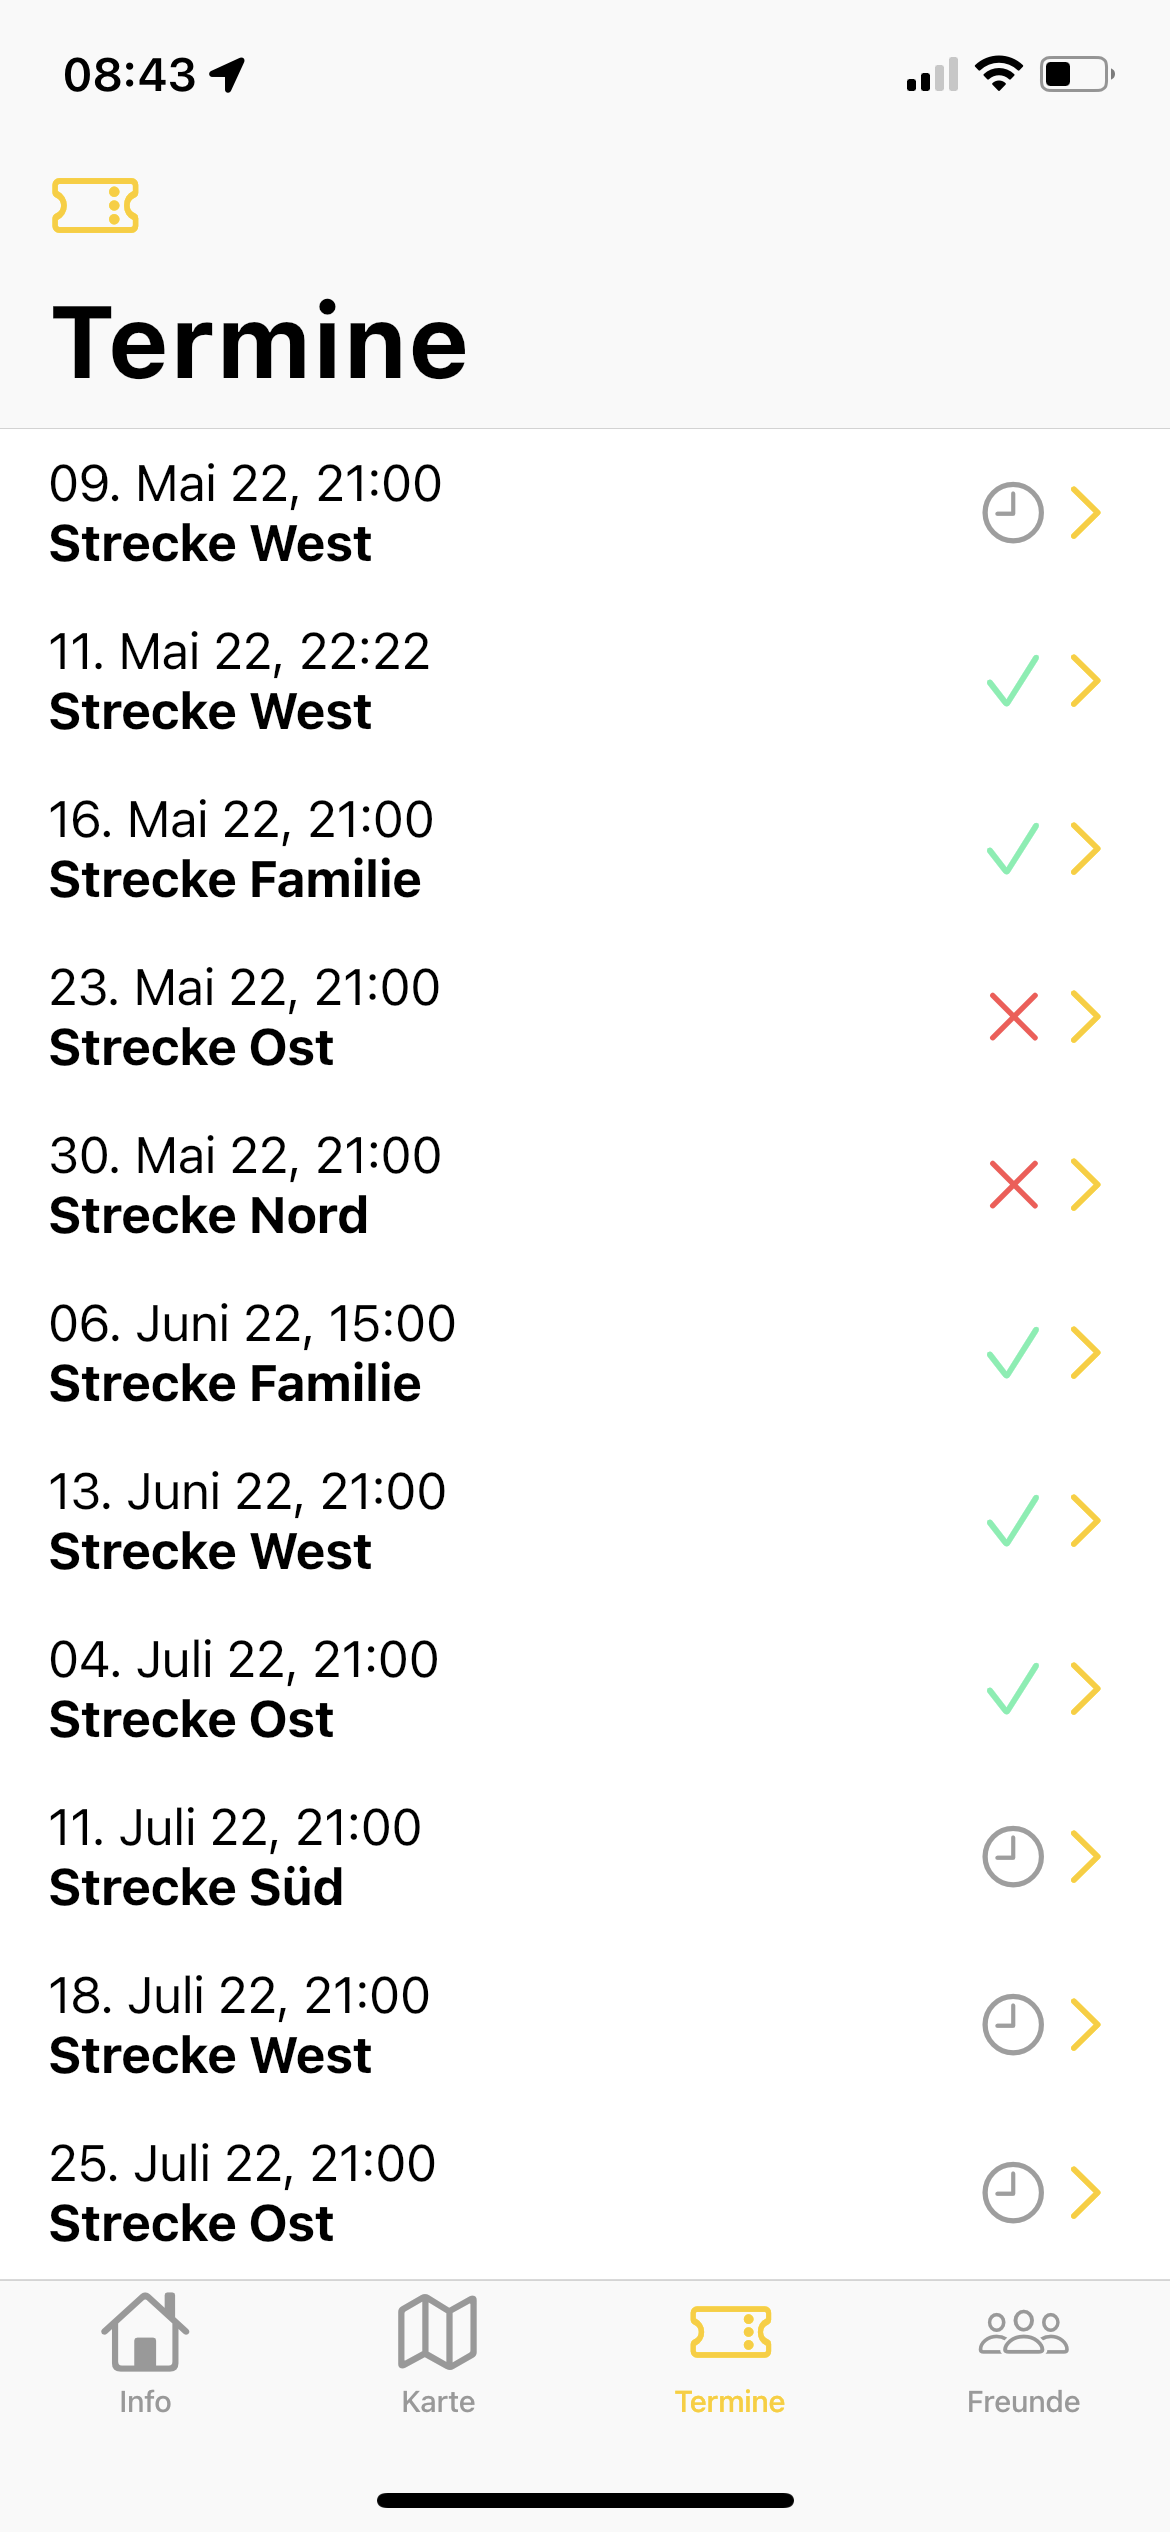 08:43
Termine
09. Mai 22, 21:00
Strecke West
11. Mai 22, 22:22
Strecke West
16. Mai 22, 21:00
Strecke Familie
23. Mai 22, 21:00
Strecke Ost
30. Mai 22, 21:00
Strecke Nord
06. Juni 22, 15:00
Strecke Familie
13. Juni 22, 21:00
Strecke West
04. Juli 22, 21:00
Strecke Ost
11. Juli 22, 21:00
Strecke Süd
18. Juli 22, 21:00
Strecke West
25. Juli 22, 21:00
Strecke Ost
Info
Karte
Termine
Freunde